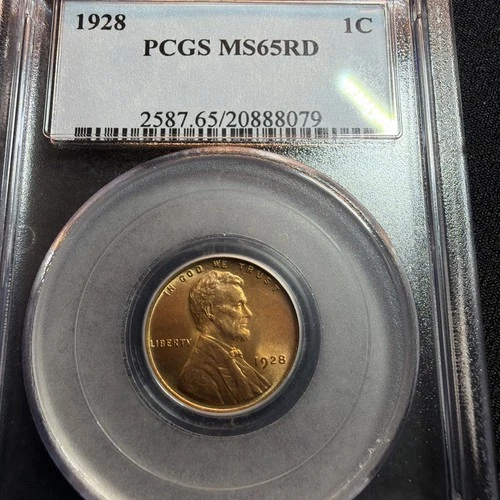 1928 1C
PCGS MS65RD
2587.65/20888079
IN GOD WE TRUST
LIBERTY
1928